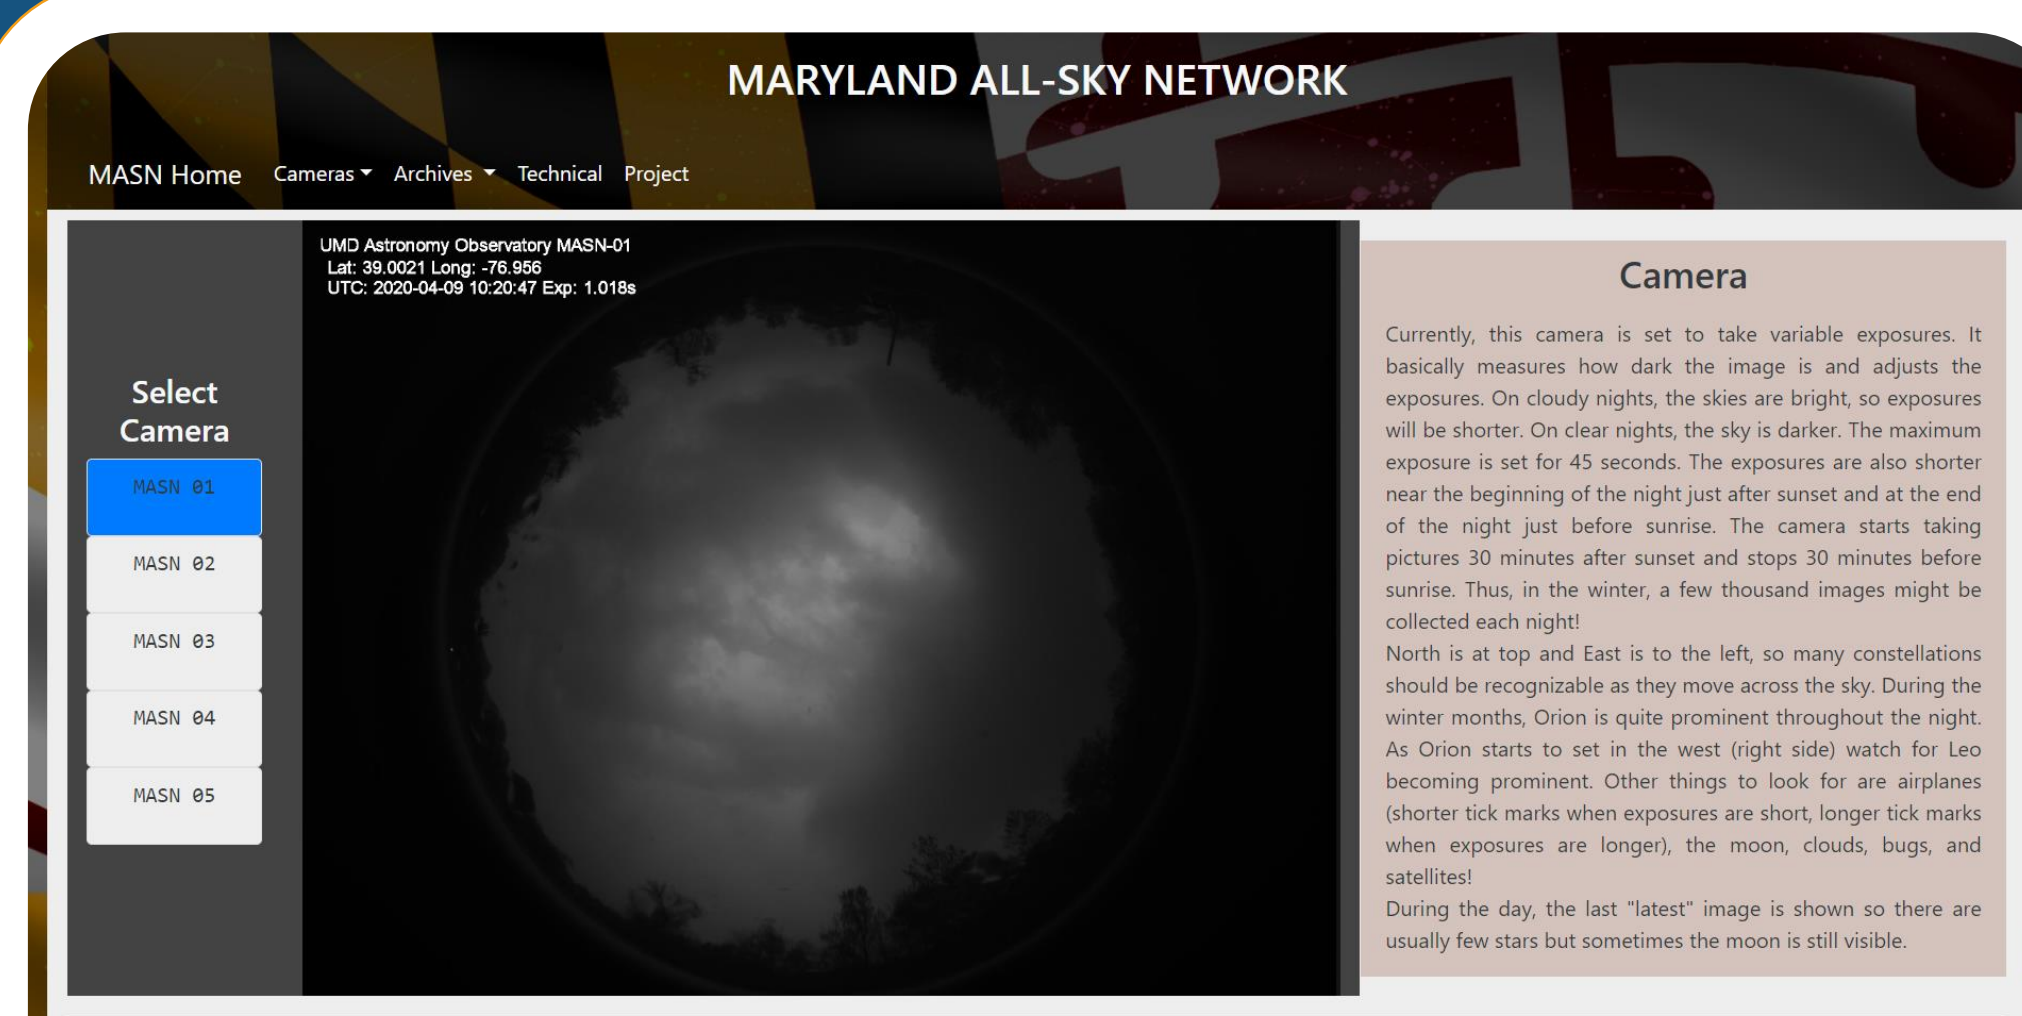 MARYLAND ALL-SKY NETWORK
MASN Home Cameras Archives Technical Project
UMD Astronomy Observatory MASN-01
Lat: 39.0021 Long: -76.956
UTC: 2020-04-09 10:20:47 Exp: 1.018s
Select
Camera
MASN 01
MASN 02
MASN 03
MASN 04
MASN 05
Camera
Currently, this camera is set to take variable exposures. It
basically measures how dark the image is and adjusts the
exposures. On cloudy nights, the skies are bright, so exposures
will be shorter. On clear nights, the sky is darker. The maximum
exposure is set for 45 seconds. The exposures are also shorter
near the beginning of the night just after sunset and at the end
of the night just before sunrise. The camera starts taking
pictures 30 minutes after sunset and stops 30 minutes before
sunrise. Thus, in the winter, a few thousand images might be
collected each night!
North is at top and East is to the left, so many constellations
should be recognizable as they move across the sky. During the
winter months, Orion is quite prominent throughout the night.
As Orion starts to set in the west (right side) watch for Leo
becoming prominent. Other things to look for are airplanes
(shorter tick marks when exposures are short, longer tick marks
when exposures are longer), the moon, clouds, bugs, and
satellites!
During the day, the last "latest" image is shown so there are
usually few stars but sometimes the moon is still visible.